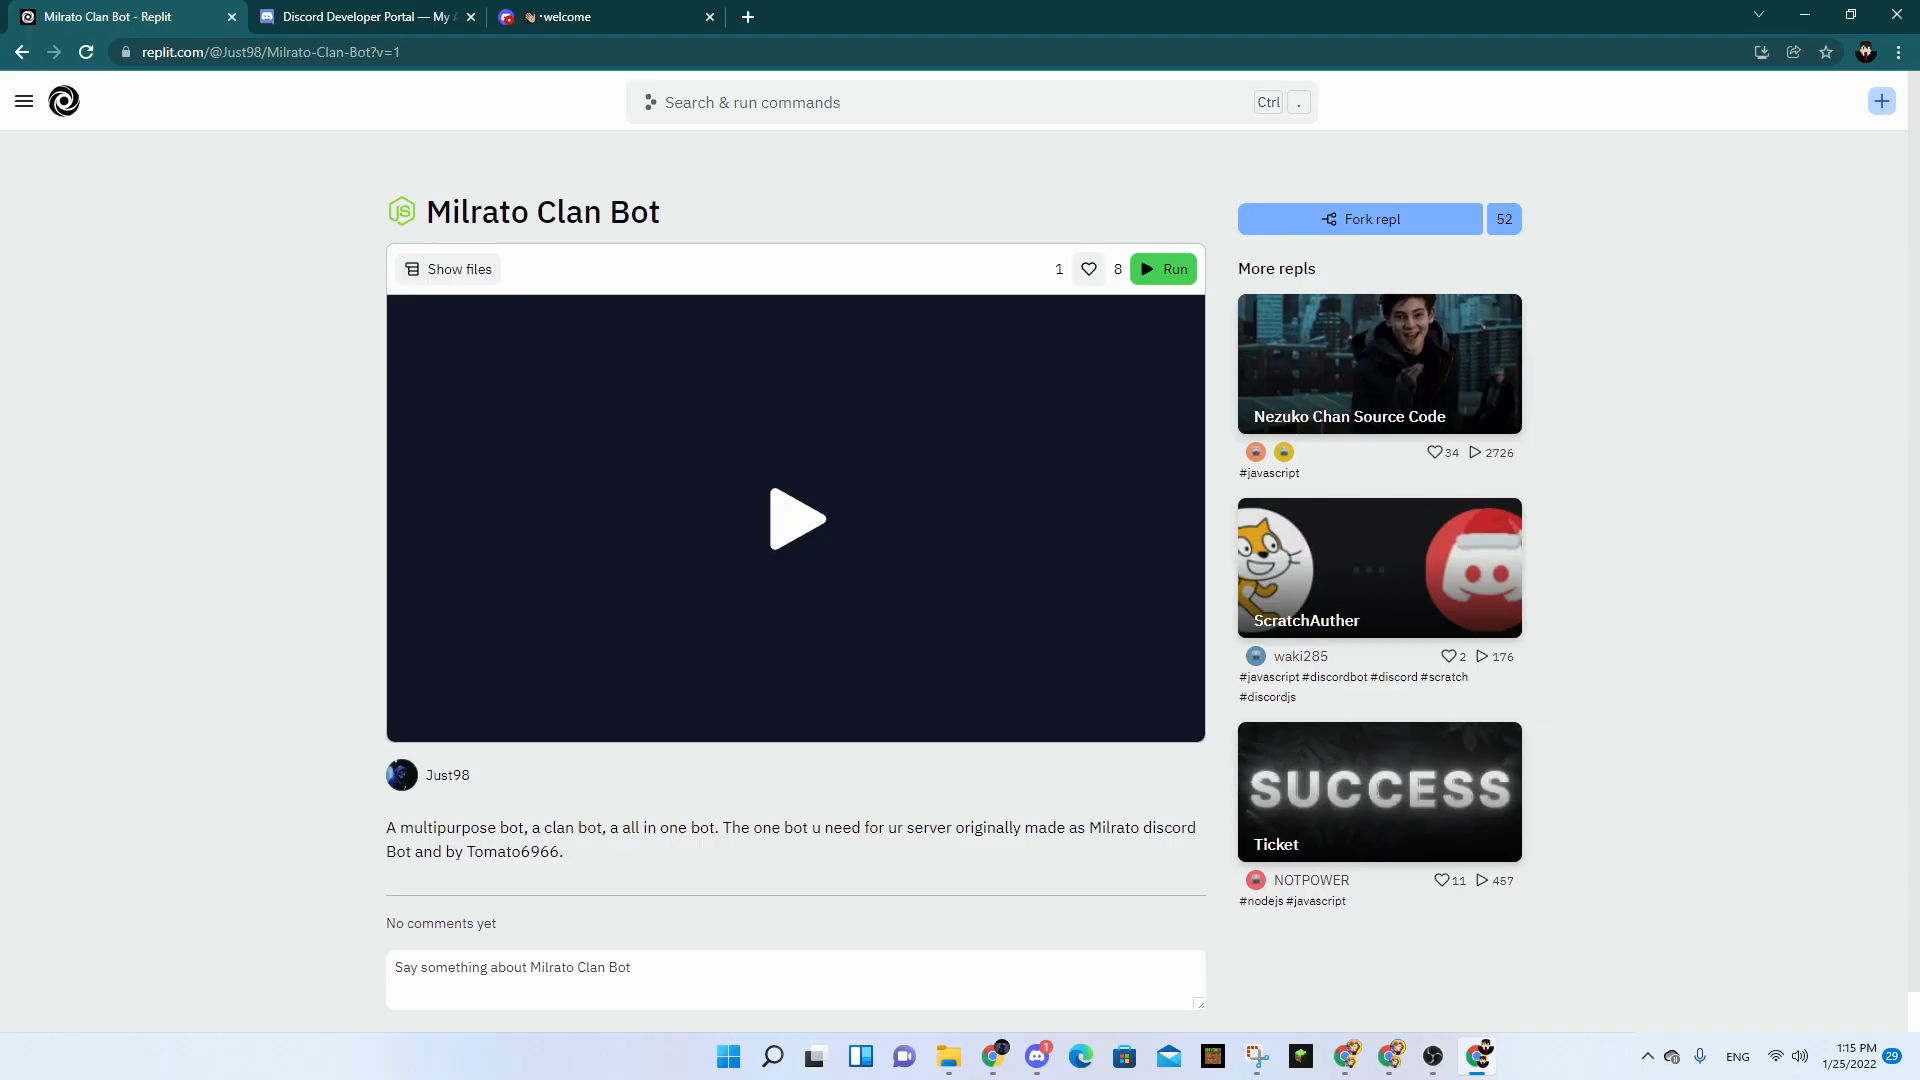 Milrato Clan Bot - Replit
Discord Developer Portal — My A
•welcome
replit.com/@Just98/Milrato-Clan-Bot?v=1
Search & run commands
Ctrl
.
JS
Milrato Clan Bot
Show files
1
8
Run
Fork repl
52
More repls
Nezuko Chan Source Code
34
2726
#javascript
ScratchAuther
waki285
2
176
#javascript #discordbot #discord #scratch
#discordjs
SUCCESS
Ticket
NOTPOWER
11
457
#nodejs #javascript
Just98
A multipurpose bot, a clan bot, a all in one bot. The one bot u need for ur server originally made as Milrato discord
Bot and by Tomato6966.
No comments yet
Say something about Milrato Clan Bot
1
ENG
1:15 PM
1/25/2022
29